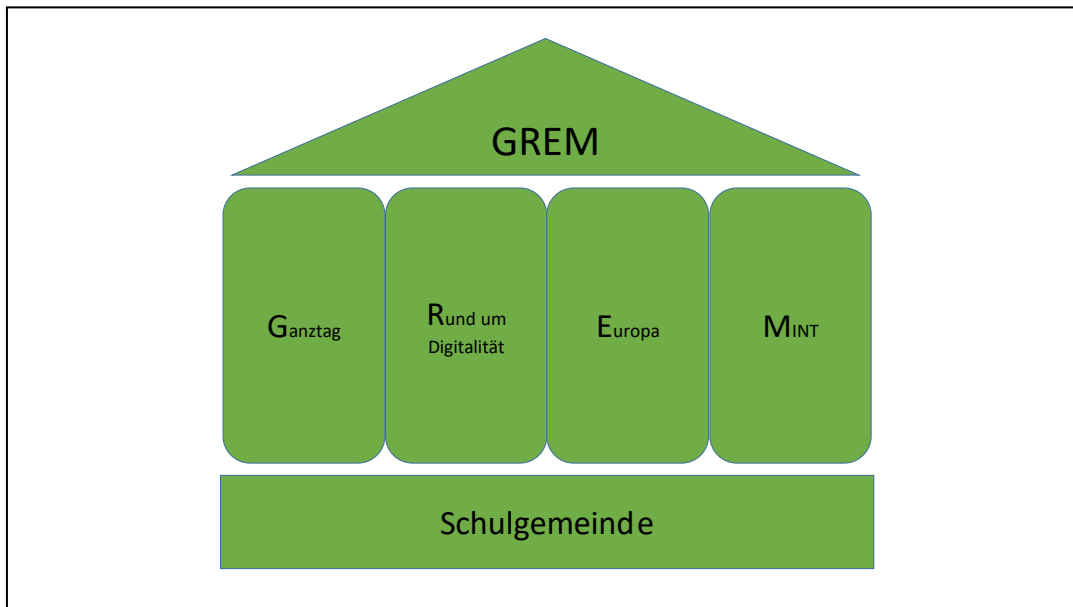 GREM
Ganztag
Rund um
Digitalität
Europa
MINT
Schulgemeinde